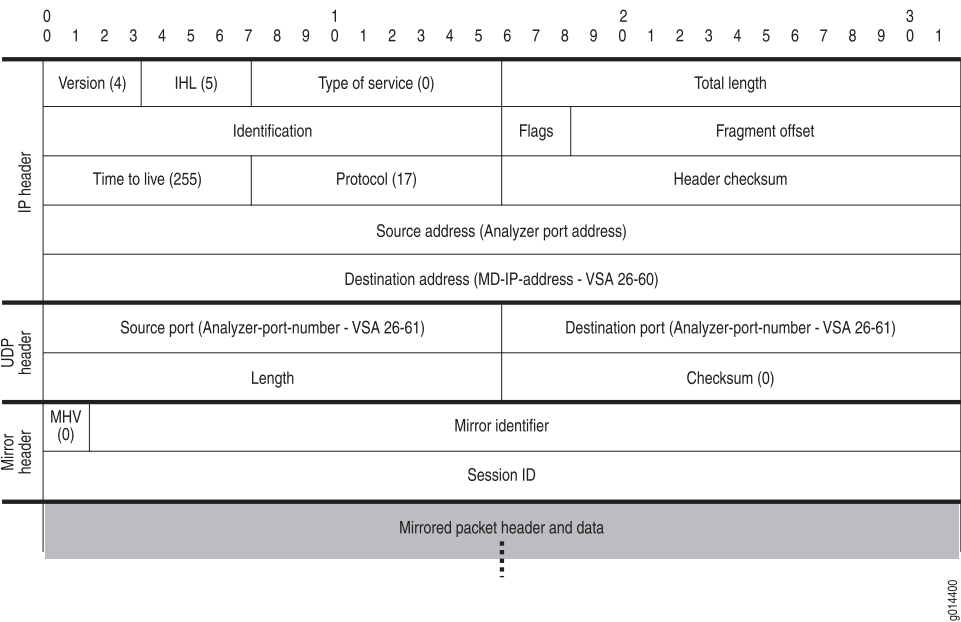 0 1 2 3
0 1 2 3 4 5 6 7 8 9 0 1 2 3 4 5 6 7 8 9 0 1 2 3 4 5 6 7 8 9 0 1
IP header
Version (4) IHL (5) Type of service (0) Total length
Identification Flags Fragment offset
Time to live (255) Protocol (17) Header checksum
Source address (Analyzer port address)
Destination address (MD-IP-address - VSA 26-60)
UDP
header
Source port (Analyzer-port-number - VSA 26-61) Destination port (Analyzer-port-number - VSA 26-61)
Length Checksum (0)
Mirror
header
MHV
(0)
Mirror identifier
Session ID
Mirrored packet header and data
g014400